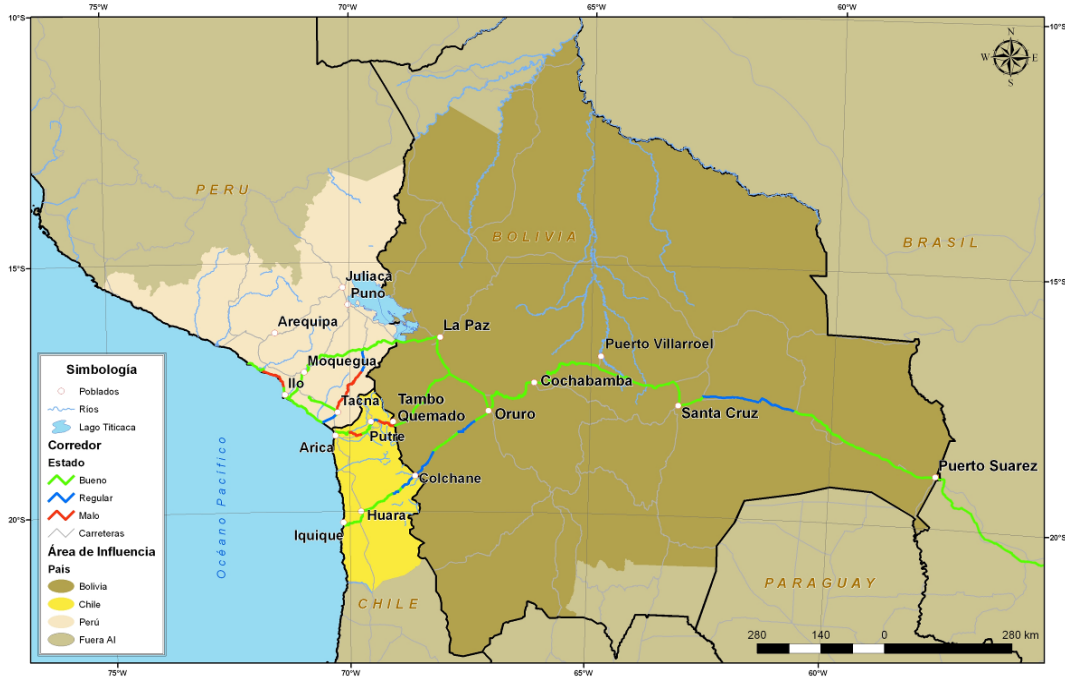 75°W
70°W
65°W
60°W
10°S
10°S
N
W
E
S
PERU
BOLIVIA
BRASIL
15°S
15°S
Juliaca
Puno
Arequipa
La Paz
Puerto Villarroel
Moquegua
Ilo
Cochabamba
Tacna
Tambo
Quemado
Oruro
Santa Cruz
Arica
Putre
Puerto Suarez
Colchane
Huara
Iquique
Océano Pacífico
20°S
20°S
PARAGUAY
CHILE
Simbología
Poblados
Ríos
Lago Titicaca
Corredor
Estado
Bueno
Regular
Malo
Carreteras
Área de Influencia
País
Bolivia
Chile
Perú
Fuera AI
280 140 0 280 km
75°W
70°W
65°W
60°W